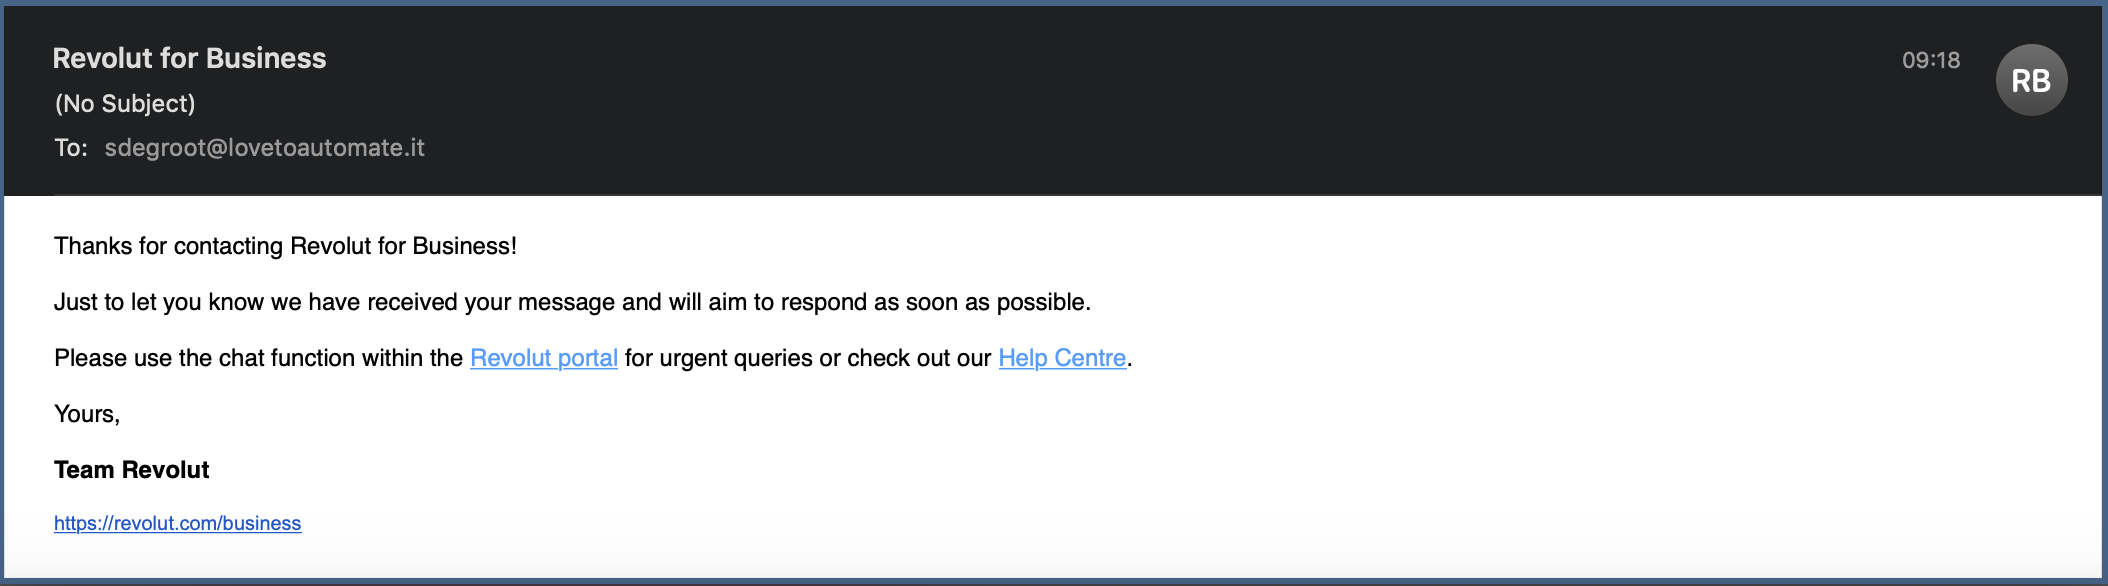 Revolut for Business
09:18
RB
(No Subject)
To: sdegroot@lovetoautomate.it
Thanks for contacting Revolut for Business!
Just to let you know we have received your message and will aim to respond as soon as possible.
Please use the chat function within the Revolut portal for urgent queries or check out our Help Centre.
Yours,
Team Revolut
https://revolut.com/business